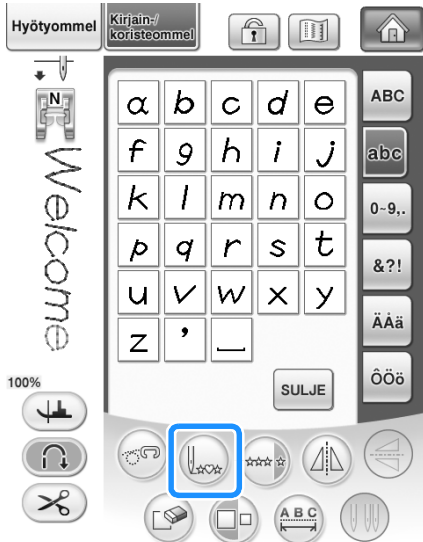 Hyötyommel
Kirjain-/
koristeommel
N
Welcome
a b c d e
f g h i j
k l m n o
p q r s t
u v w x y
z ’ _
ABC
abc
0~9,.
&?!
ÄÅä
ÔÖö
SULJE
100%
A B C